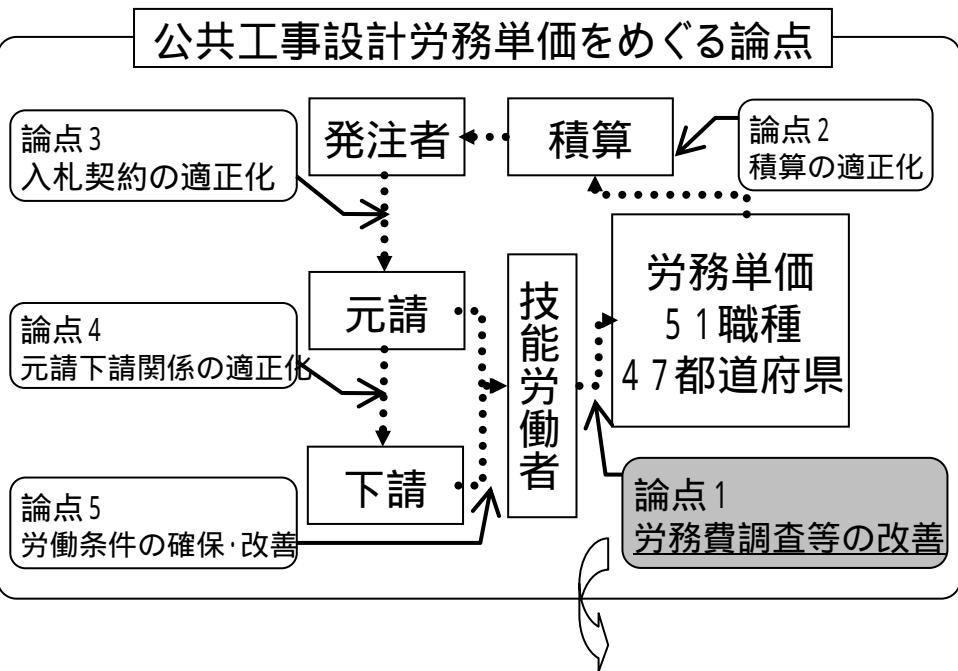 公共工事設計労務単価をめぐる論点
論点3
入札契約の適正化
発注者
積算
論点2
積算の適正化
労務単価
51職種
47都道府県
元請
技能労働者
論点4
元請下請関係の適正化
下請
論点5
労働条件の確保・改善
論点1
労務費調査等の改善